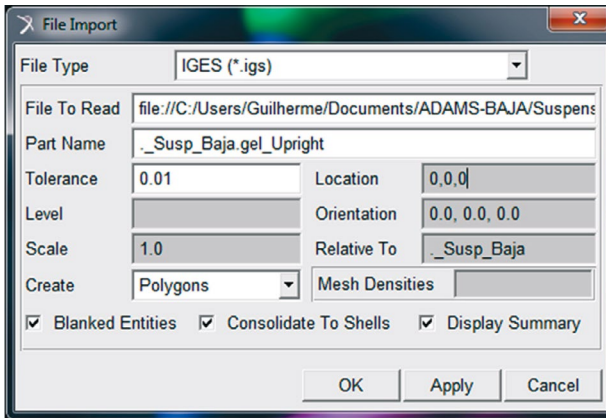 File Import
File Type IGES (*.igs)
File To Read file://C:/Users/Guilherme/Documents/ADAMS-BAJA/Suspens
Part Name ._Susp_Baja.gel_Upright
Tolerance 0.01 Location 0,0,0
Level Orientation 0.0, 0.0, 0.0
Scale 1.0 Relative To ._Susp_Baja
Create Polygons Mesh Densities
Blanked Entities Consolidate To Shells Display Summary
OK Apply Cancel